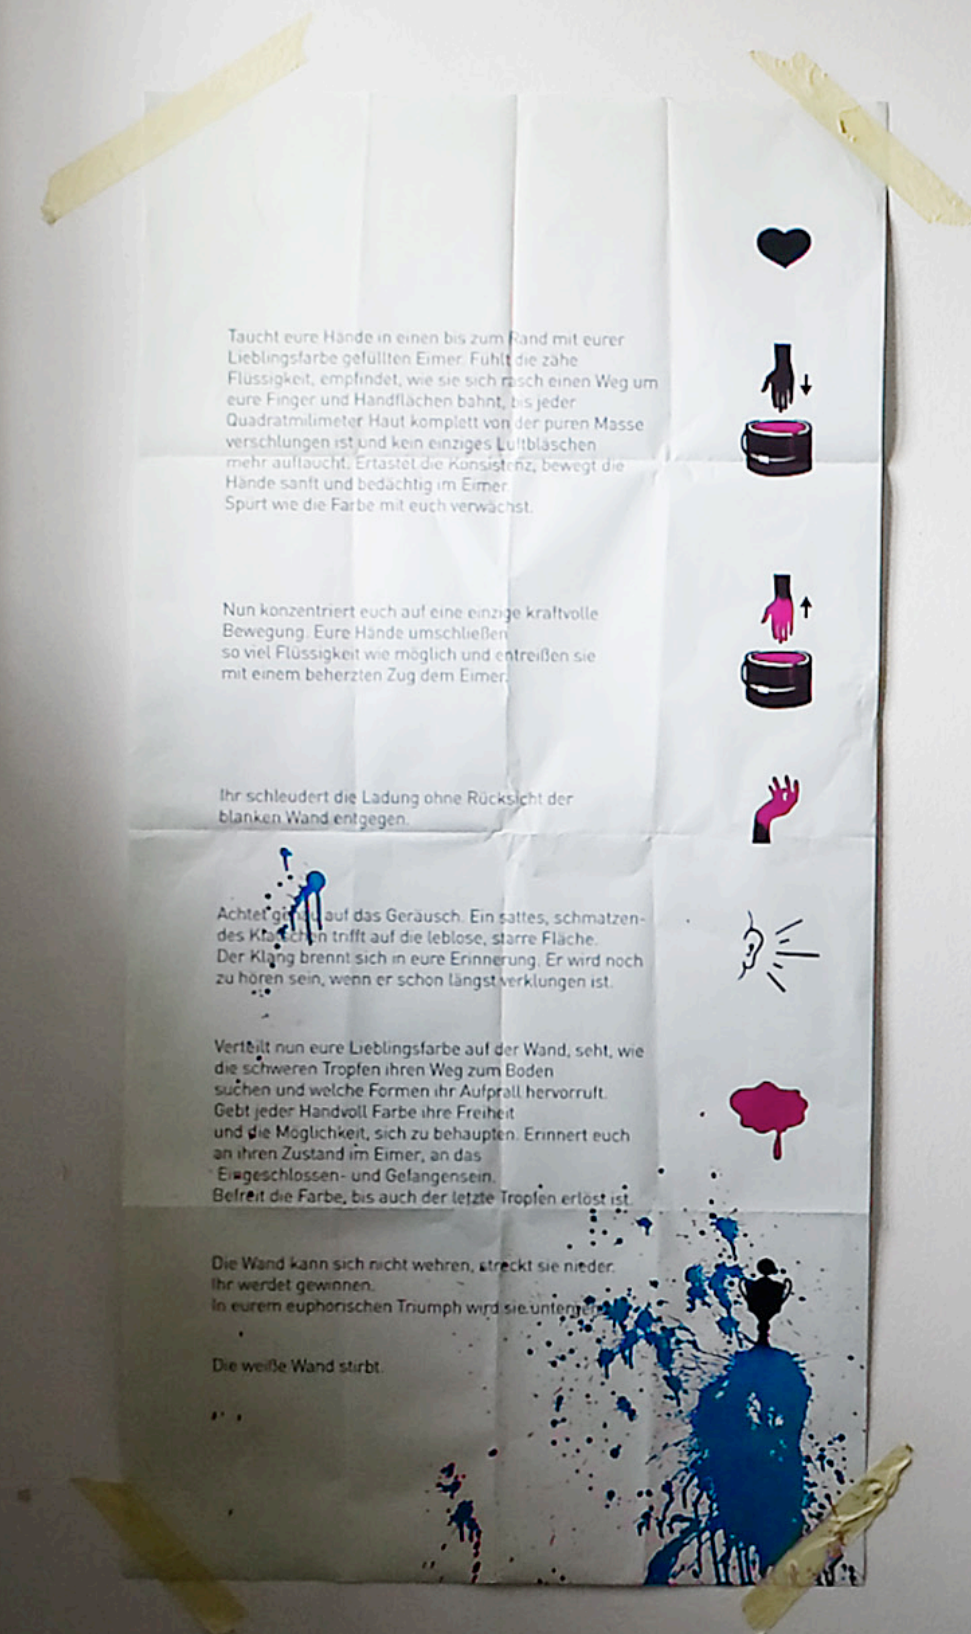 Taucht eure Hände in einen bis zum Rand mit eurer
Lieblingsfarbe gefüllten Eimer. Fühlt die zähe
Flüssigkeit, empfindet, wie sie sich rasch einen Weg um
eure Finger und Handflächen bahnt, bis jeder
Quadratmilimeter Haut komplett von der puren Masse
verschlungen ist und kein einziges Luftbläschen
mehr auftaucht. Ertastet die Konsistenz, bewegt die
Hände sanft und bedächtig im Eimer.
Spürt wie die Farbe mit euch verwächst.
Nun konzentriert euch auf eine einzige kraftvolle
Bewegung. Eure Hände umschließen
so viel Flüssigkeit wie möglich und entreißen sie
mit einem beherzten Zug dem Eimer.
Ihr schleudert die Ladung ohne Rücksicht der
blanken Wand entgegen.
Achtet genau auf das Geräusch. Ein sattes, schmatzen-
des Klatschen trifft auf die leblose, starre Fläche.
Der Klang brennt sich in eure Erinnerung. Er wird noch
zu hören sein, wenn er schon längst verklungen ist.
Verteilt nun eure Lieblingsfarbe auf der Wand, seht, wie
die schweren Tropfen ihren Weg zum Boden
suchen und welche Formen ihr Aufprall hervorruft.
Gebt jeder Handvoll Farbe ihre Freiheit
und die Möglichkeit, sich zu behaupten. Erinnert euch
an ihren Zustand im Eimer, an das
Eingeschlossen- und Gefangensein.
Befreit die Farbe, bis auch der letzte Tropfen erlöst ist.
Die Wand kann sich nicht wehren, streckt sie nieder.
Ihr werdet gewinnen.
In eurem euphorischen Triumph wird sie untergehen.
Die weiße Wand stirbt.